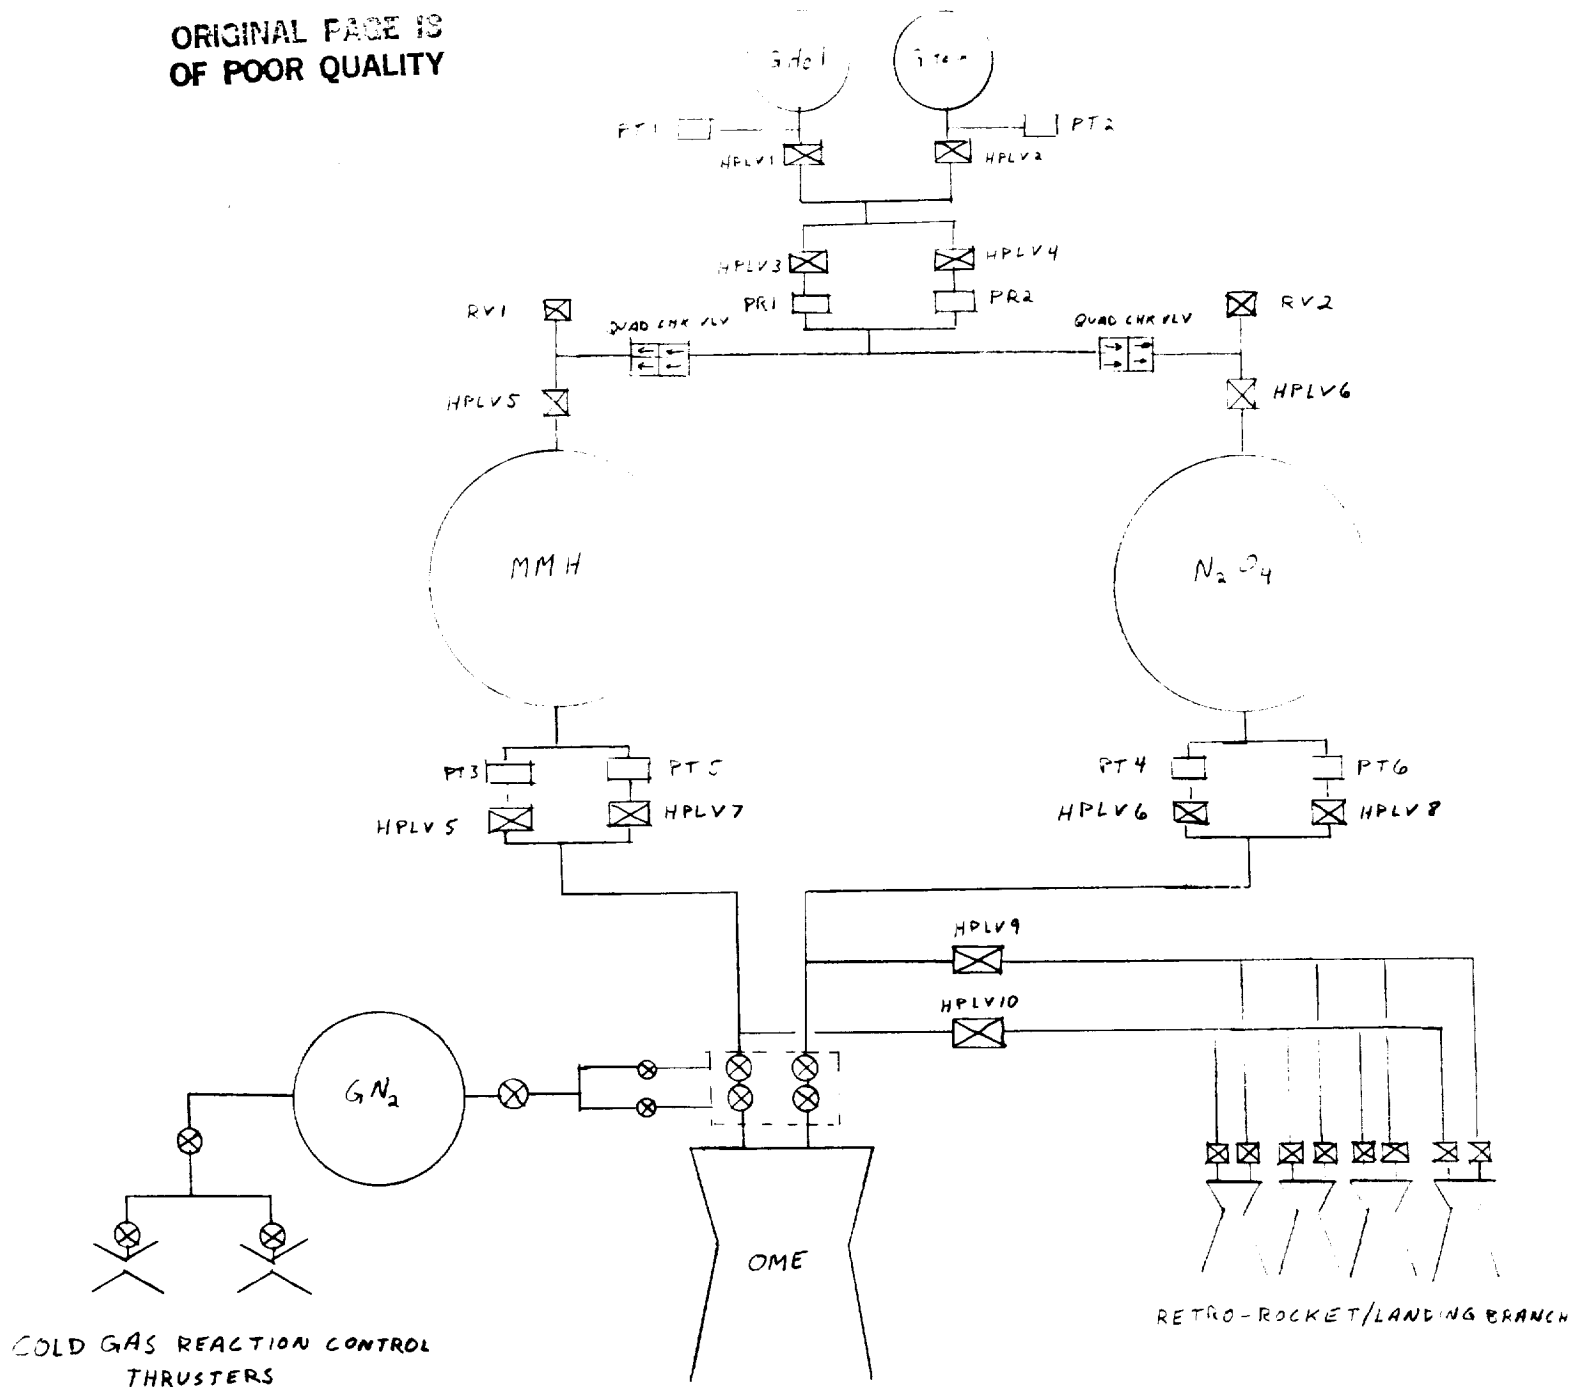 ORIGINAL PAGE IS
OF POOR QUALITY
PT1
PT2
HPLV1
HPLV2
HPLV3
HPLV4
PR1
PR2
RV1
QUAD CHK VLV
QUAD CHK VLV
RV2
HPLV5
HPLV6
MMH
N2O4
PT3
PT5
PT4
PT6
HPLV5
HPLV7
HPLV6
HPLV8
HPLV9
HPLV10
GN2
OME
RETRO-ROCKET/LANDING BRANCH
COLD GAS REACTION CONTROL
THRUSTERS